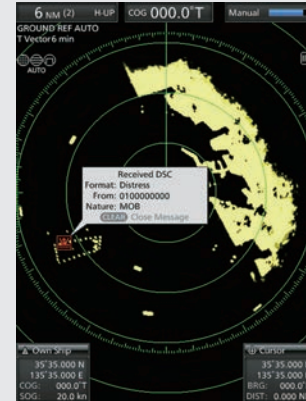 6 NM (2) H-UP COG 000.0°T Manual
GROUND REF AUTO
T Vector 6 min
AUTO
Received DSC
Format: Distress
From: 0100000000
Nature: MOB
CLEAR Close Message
Own Ship
35°35.000 N
135°35.000 E
COG: 000.0°T
SOG: 20.0 kn
Cursor
35°35.000
135°35.000
BRG: 000.0°
DIST: 0.000 N